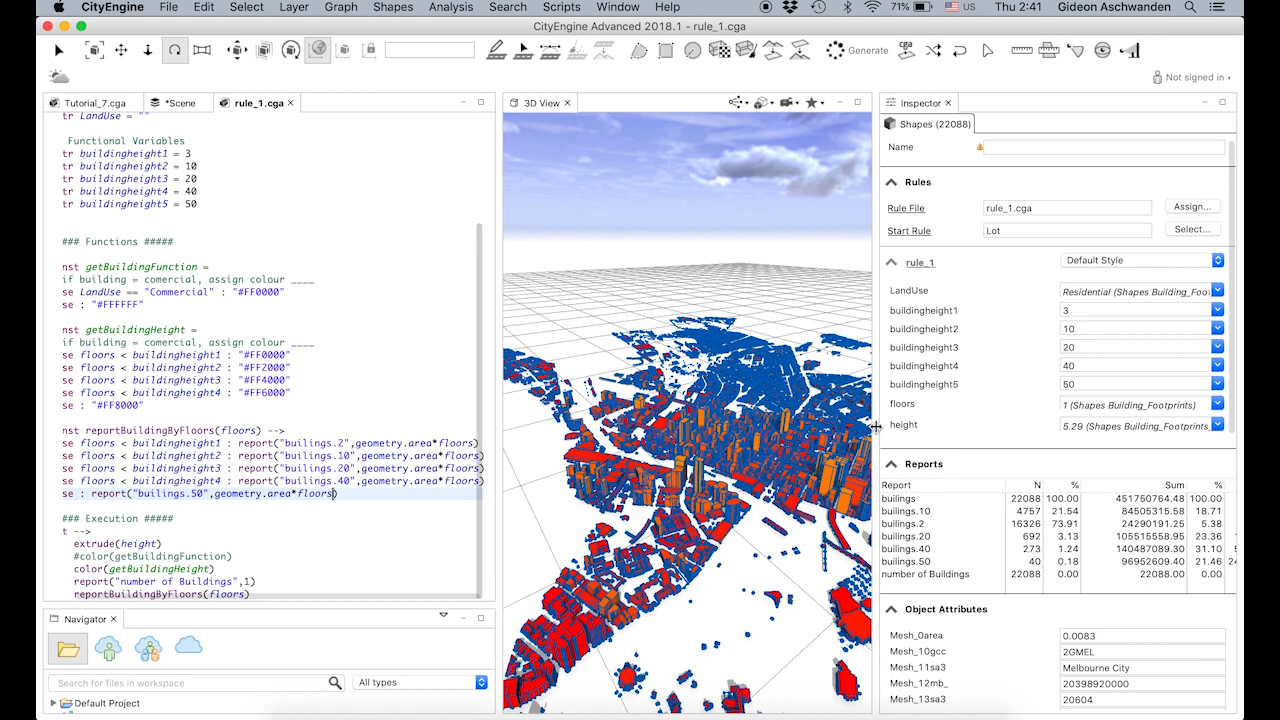 CityEngine File Edit Select Layer Graph Shapes Analysis Search Scripts Window Help 71% US Thu 2:41 Gideon Aschwanden
CityEngine Advanced 2018.1 - rule_1.cga
Generate
cga
Not signed in
Tutorial_7.cga *Scene rule_1.cga
tr LandUse = ""
Functional Variables
tr buildingheight1 = 3
tr buildingheight2 = 10
tr buildingheight3 = 20
tr buildingheight4 = 40
tr buildingheight5 = 50
### Functions #####
nst getBuildingFunction =
if building = comercial, assign colour ____
se LandUse == "Commercial" : "#FF0000"
se : "#FFFFFF"
nst getBuildingHeight =
if building = comercial, assign colour ____
se floors < buildingheight1 : "#FF0000"
se floors < buildingheight2 : "#FF2000"
se floors < buildingheight3 : "#FF4000"
se floors < buildingheight4 : "#FF6000"
se : "#FF8000"
nst reportBuildingByFloors(floors) -->
se floors < buildingheight1 : report("builings.2",geometry.area*floors)
se floors < buildingheight2 : report("builings.10",geometry.area*floors)
se floors < buildingheight3 : report("builings.20",geometry.area*floors)
se floors < buildingheight4 : report("builings.40",geometry.area*floors)
se : report("builings.50",geometry.area*floors)
### Execution #####
t -->
extrude(height)
#color(getBuildingFunction)
color(getBuildingHeight)
report("number of Buildings",1)
reportBuildingByFloors(floors)
Navigator
Search for files in workspace All types
Default Project
3D View
Inspector
Shapes (22088)
Name
Rules
Rule File rule_1.cga Assign...
Start Rule Lot Select...
rule_1 Default Style
LandUse Residential (Shapes Building_Foot
buildingheight1 3
buildingheight2 10
buildingheight3 20
buildingheight4 40
buildingheight5 50
floors 1 (Shapes Building_Footprints)
height 5.29 (Shapes Building_Footprints
Reports
Report N % Sum %
builings 22088 100.00 451750764.48 100.00
builings.10 4757 21.54 84505315.58 18.71
builings.2 16326 73.91 24290191.25 5.38
builings.20 692 3.13 105515558.95 23.36
builings.40 273 1.24 140487089.30 31.10
builings.50 40 0.18 96952609.40 21.46
number of Buildings 22088 0.00 22088.00 0.00
Object Attributes
Mesh_0area 0.0083
Mesh_10gcc 2GMEL
Mesh_11sa3 Melbourne City
Mesh_12mb_ 20398920000
Mesh_13sa3 20604